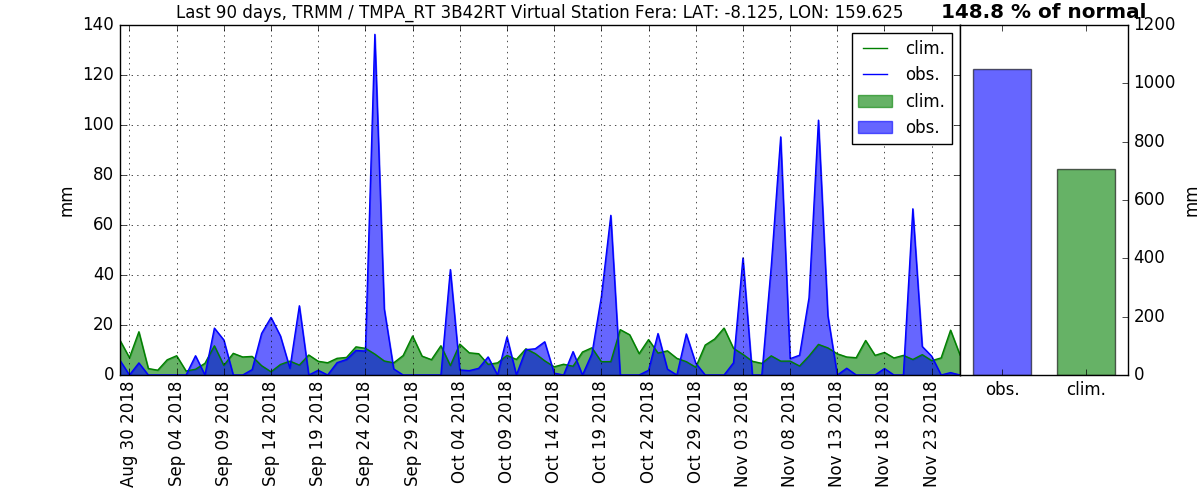 Last 90 days, TRMM / TMPA_RT 3B42RT Virtual Station Fera: LAT: -8.125, LON: 159.625
148.8 % of normal
140
120
100
80
60
40
20
0
mm
clim.
obs.
clim.
obs.
Aug 30 2018
Sep 04 2018
Sep 09 2018
Sep 14 2018
Sep 19 2018
Sep 24 2018
Sep 29 2018
Oct 04 2018
Oct 09 2018
Oct 14 2018
Oct 19 2018
Oct 24 2018
Oct 29 2018
Nov 03 2018
Nov 08 2018
Nov 13 2018
Nov 18 2018
Nov 23 2018
1200
1000
800
600
400
200
0
mm
obs.
clim.